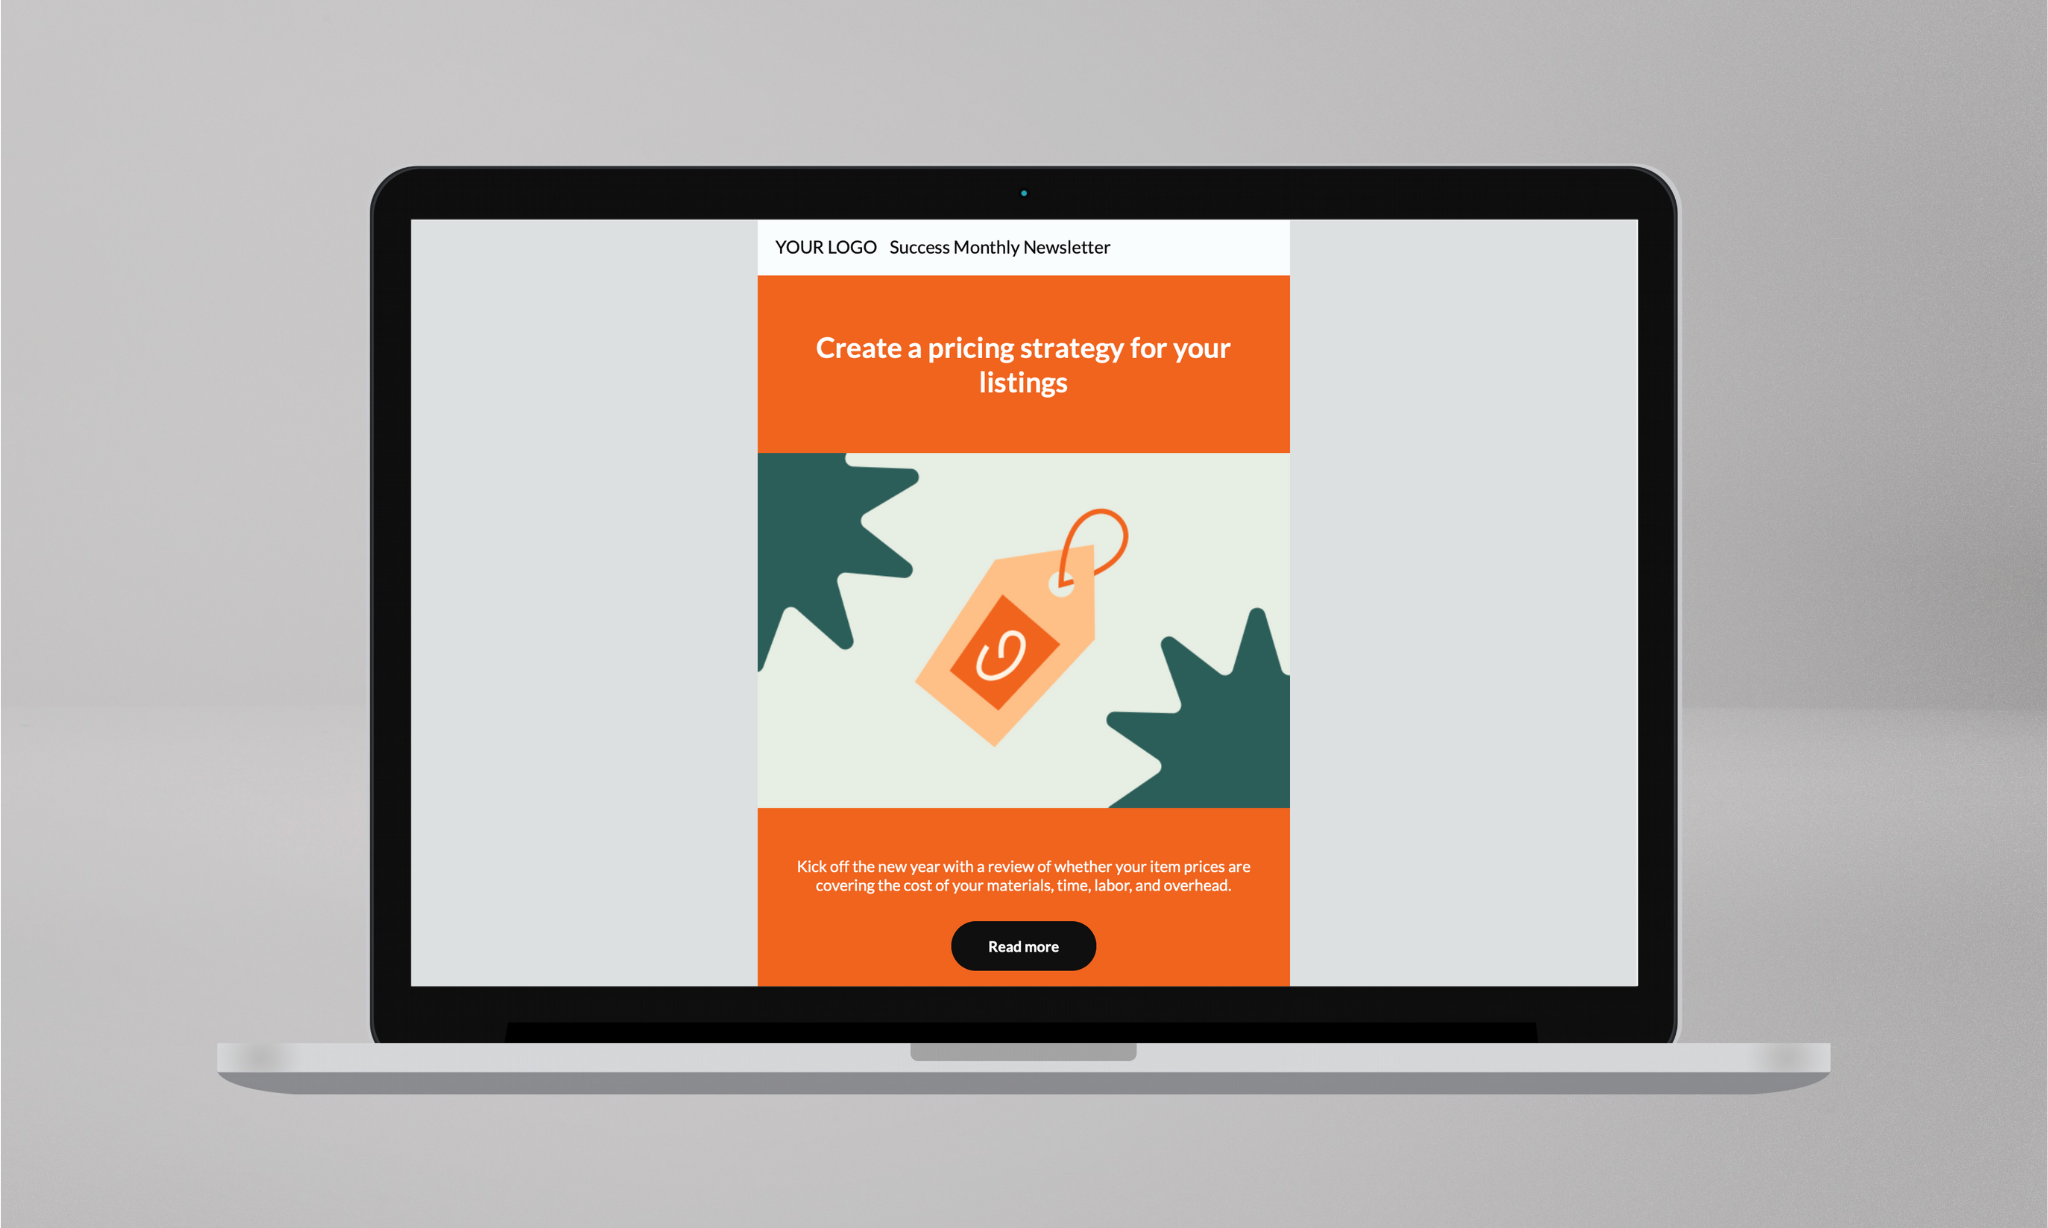 YOUR LOGO Success Monthly Newsletter
Create a pricing strategy for your
listings
Kick off the new year with a review of whether your item prices are
covering the cost of your materials, time, labor, and overhead.
Read more